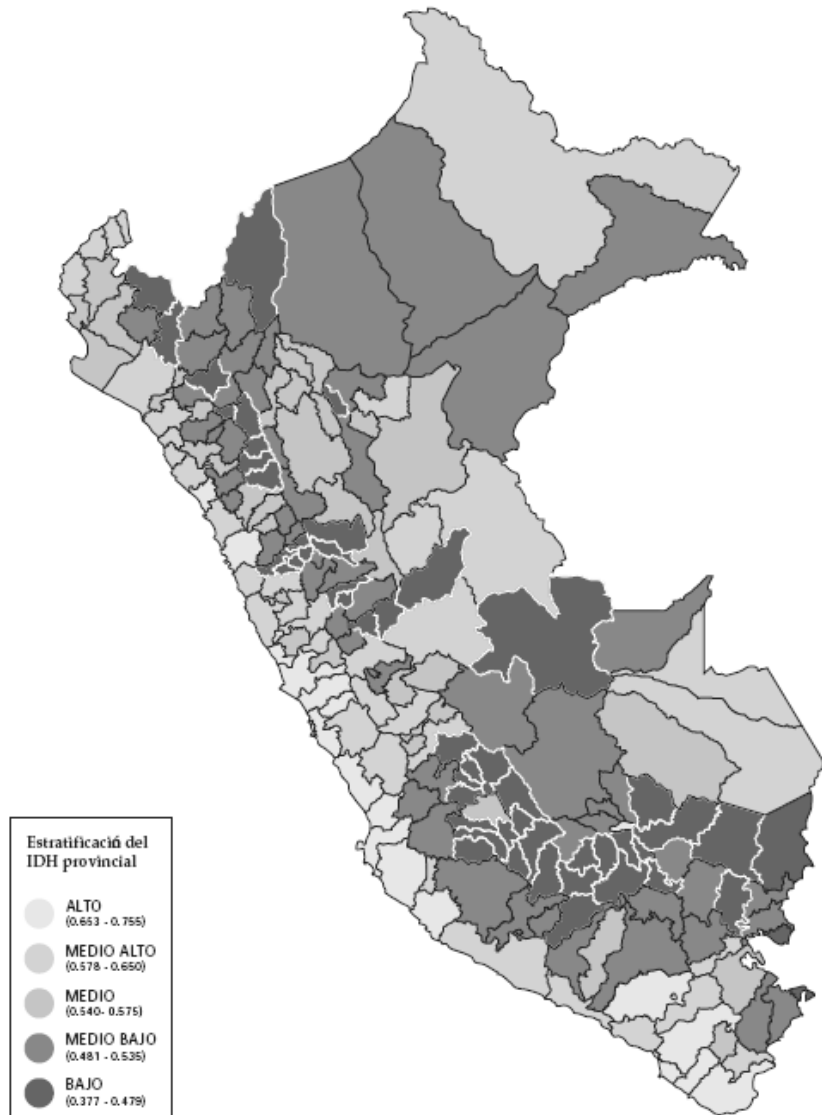 Estratificación del
IDH provincial
ALTO
(0.653 - 0.755)
MEDIO ALTO
(0.578 - 0.650)
MEDIO
(0.540- 0.575)
MEDIO BAJO
(0.481 - 0.535)
BAJO
(0.377 - 0.479)